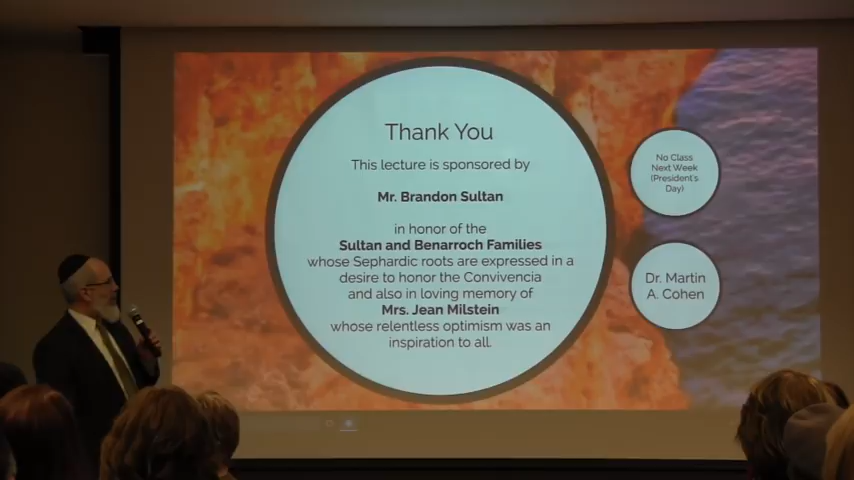 Thank You
This lecture is sponsored by
Mr. Brandon Sultan
in honor of the
Sultan and Benarroch Families
whose Sephardic roots are expressed in a
desire to honor the Convivencia
and also in loving memory of
Mrs. Jean Milstein
whose relentless optimism was an
inspiration to all.
No Class
Next Week
(President's
Day)
Dr. Martin
A. Cohen